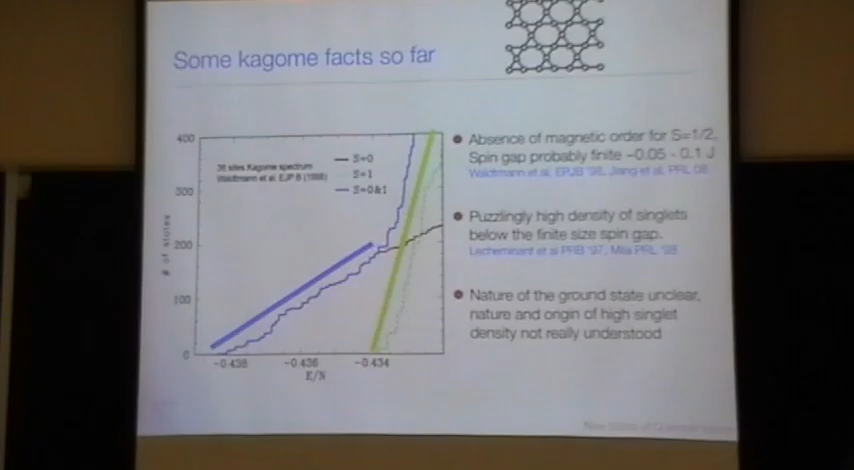 Some kagome facts so far
400
300
200
100
0
# of states
36 sites Kagome spectrum
Waldtmann et al. EJP B (1998)
S=0
S=1
S=0&1
-0.438
-0.436
-0.434
E/N
Absence of magnetic order for S=1/2,
Spin gap probably finite ~0.05 - 0.1 J
Waldtmann et al, EPJB '98, Jiang et al, PRL 08
Puzzlingly high density of singlets
below the finite size spin gap.
Lecheminant et al PRB '97, Mila PRL '98
Nature of the ground state unclear,
nature and origin of high singlet
density not really understood
New States of